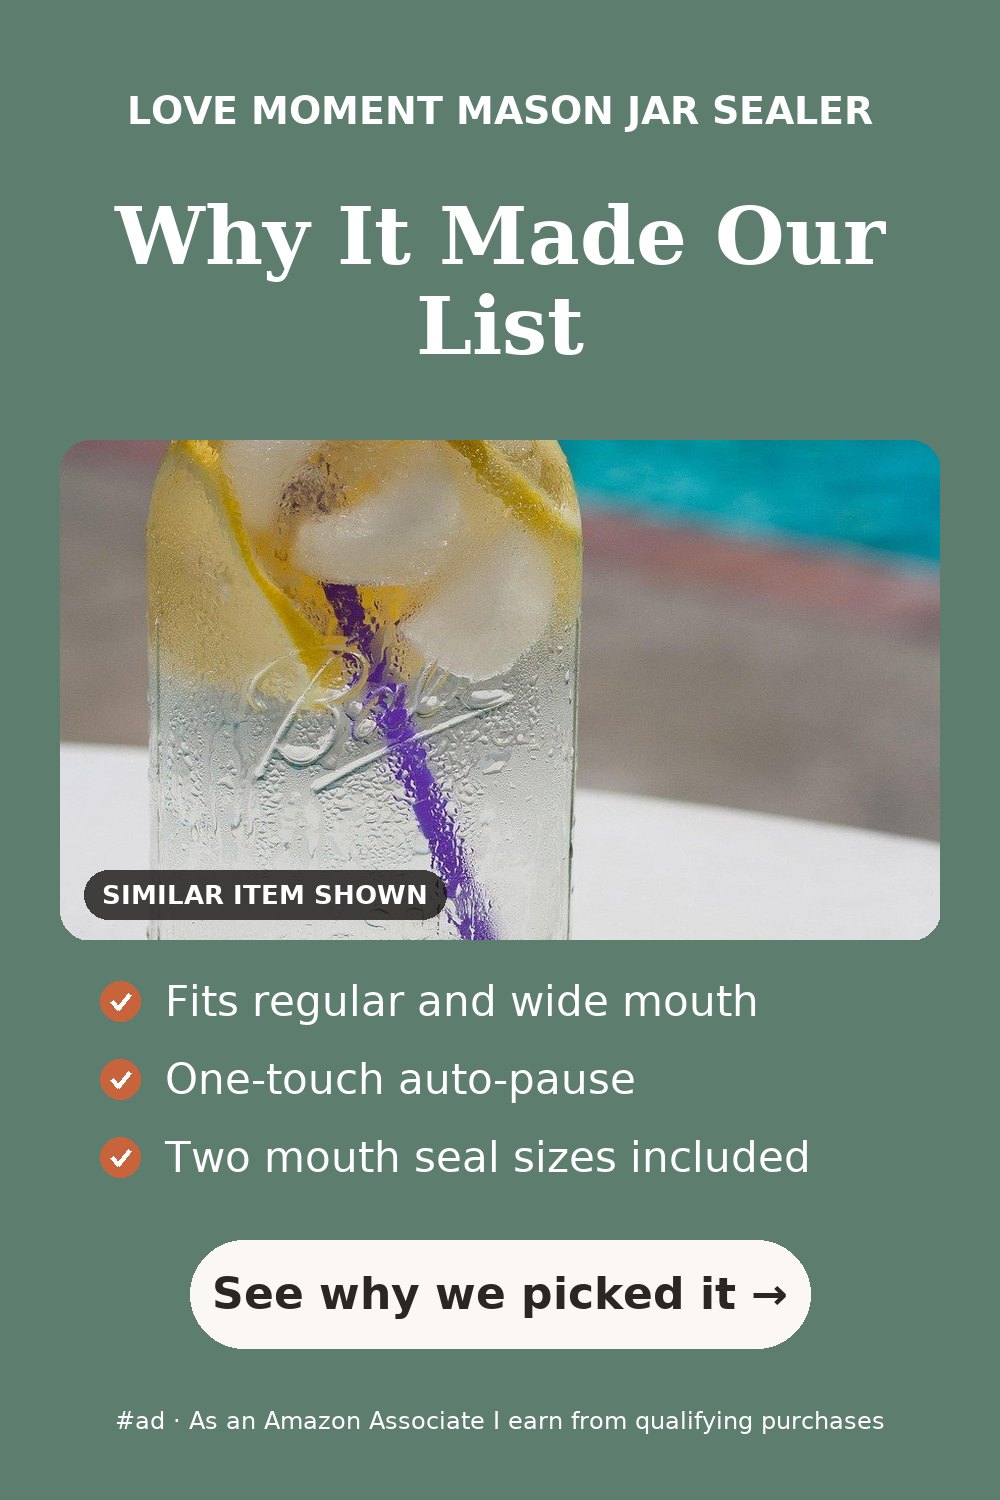 LOVE MOMENT MASON JAR SEALER
Why It Made Our
List
Ball
SIMILAR ITEM SHOWN
Fits regular and wide mouth
One-touch auto-pause
Two mouth seal sizes included
See why we picked it →
#ad · As an Amazon Associate I earn from qualifying purchases